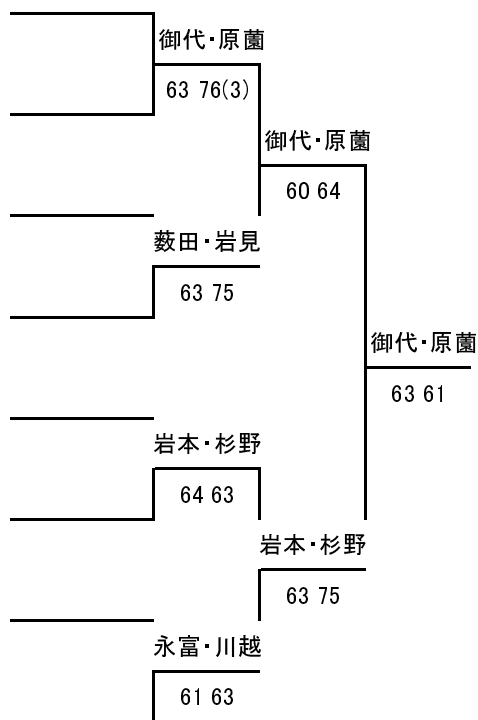 御代・原薗
63 76(3)
御代・原薗
60 64
薮田・岩見
63 75
御代・原薗
63 61
岩本・杉野
64 63
岩本・杉野
63 75
永富・川越
61 63